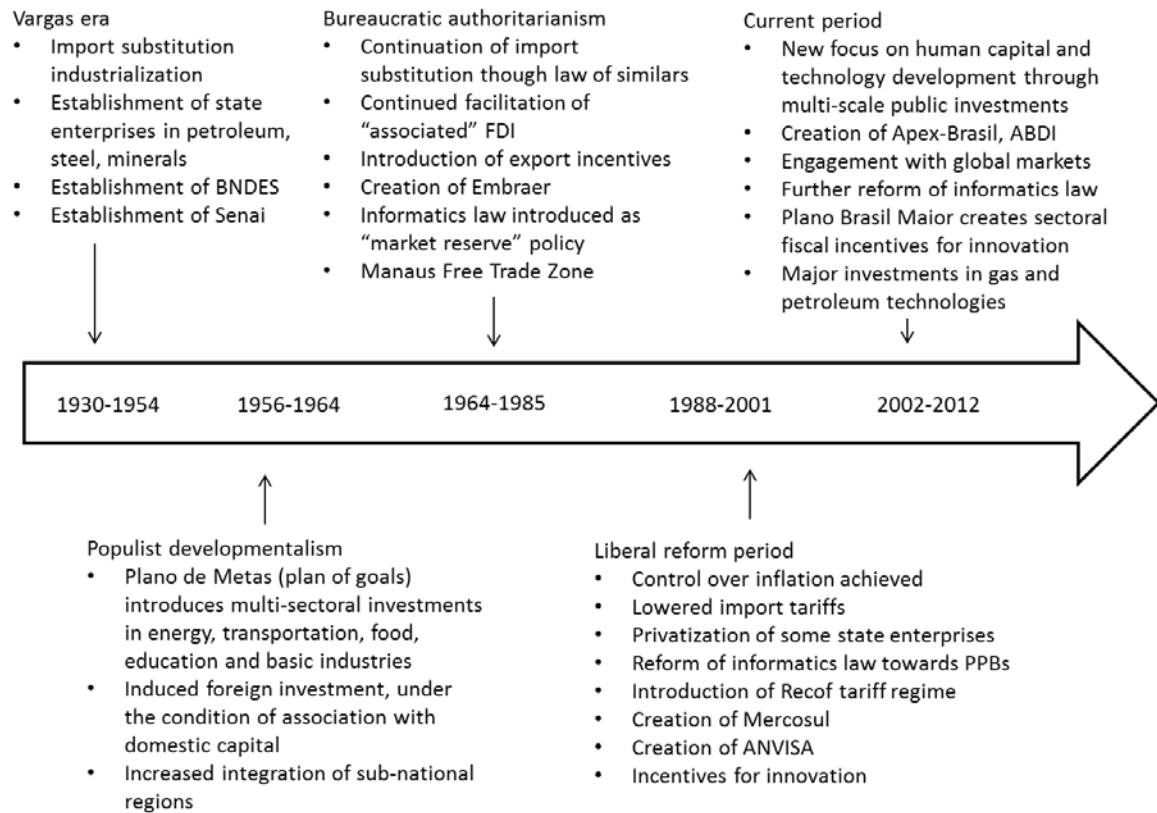 Vargas era
• Import substitution
industrialization
• Establishment of state
enterprises in petroleum,
steel, minerals
• Establishment of BNDES
• Establishment of Senai
Bureaucratic authoritarianism
• Continuation of import
substitution though law of similars
• Continued facilitation of
“associated” FDI
• Introduction of export incentives
• Creation of Embraer
• Informatics law introduced as
“market reserve” policy
• Manaus Free Trade Zone
Current period
• New focus on human capital and
technology development through
multi-scale public investments
• Creation of Apex-Brasil, ABDI
• Engagement with global markets
• Further reform of informatics law
• Plano Brasil Maior creates sectoral
fiscal incentives for innovation
• Major investments in gas and
petroleum technologies
1930-1954
1956-1964
1964-1985
1988-2001
2002-2012
Populist developmentalism
• Plano de Metas (plan of goals)
introduces multi-sectoral investments
in energy, transportation, food,
education and basic industries
• Induced foreign investment, under
the condition of association with
domestic capital
• Increased integration of sub-national
regions
Liberal reform period
• Control over inflation achieved
• Lowered import tariffs
• Privatization of some state enterprises
• Reform of informatics law towards PPBs
• Introduction of Recof tariff regime
• Creation of Mercosul
• Creation of ANVISA
• Incentives for innovation